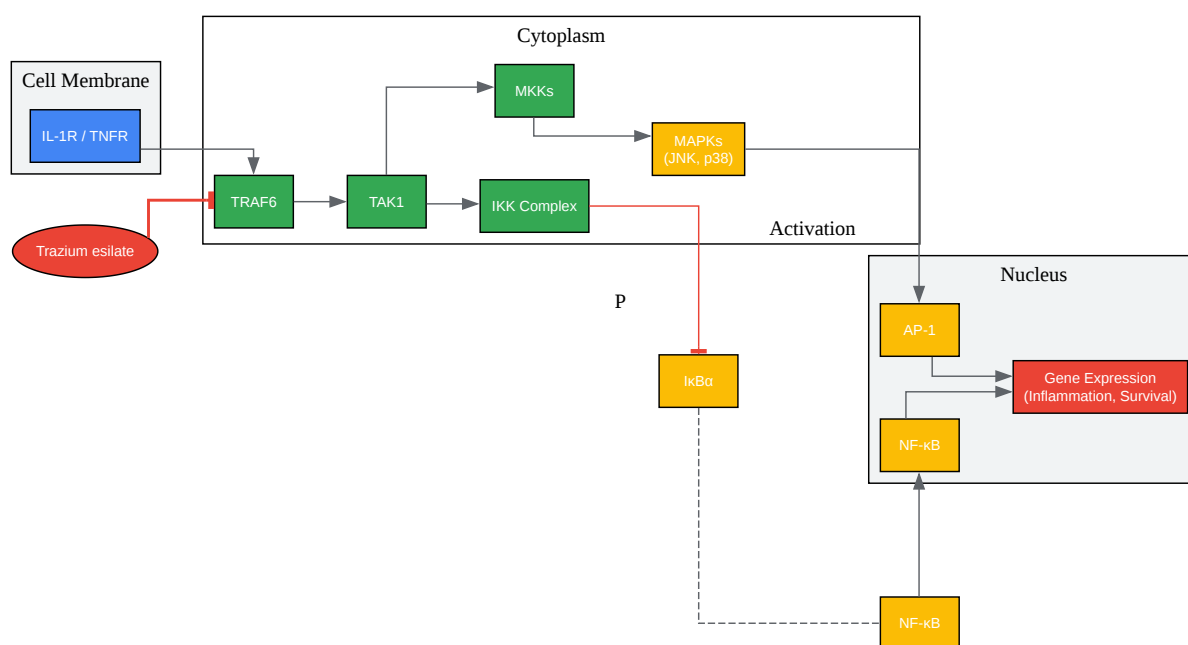 Cytoplasm
Cell Membrane
MKKs
IL-1R / TNFR
MAPKs
(JNK, p38)
TRAF6
TAK1
IKK Complex
Activation
Trazium esilate
Nucleus
P
AP-1
IκBα
Gene Expression
(Inflammation, Survival)
NF-κB
NF-κB